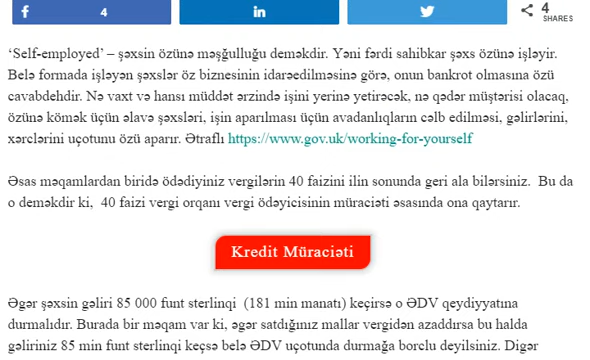 4
4
SHARES
‘Self-employed’ – şəxsin özünə məşğulluğu deməkdir. Yəni fərdi sahibkar şəxs özünə işləyir.
Belə formada işləyən şəxslər öz biznesinin idarəedilməsinə görə, onun bankrot olmasına özü
cavabdehdir. Nə vaxt və hansı müddət ərzində işini yerinə yetirəcək, nə qədər müştərisi olacaq,
özünə kömək üçün əlavə şəxsləri, işin aparılması üçün avadanlıqların cəlb edilməsi, gəlirlərini,
xərclərini uçotunu özü aparır. Ətraflı https://www.gov.uk/working-for-yourself
Əsas məqamlardan biridə ödədiyiniz vergilərin 40 faizini ilin sonunda geri ala bilərsiniz. Bu da
o deməkdir ki, 40 faizi vergi orqanı vergi ödəyicisinin müraciəti əsasında ona qaytarır.
Kredit Müraciəti
Əgər şəxsin gəliri 85 000 funt sterlinqi (181 min manatı) keçirsə o ƏDV qeydiyyatına
durmalıdır. Burada bir məqam var ki, əgər satdığınız mallar vergidən azaddırsa bu halda
gəliriniz 85 min funt sterlinqi keçsə belə ƏDV uçotunda durmağa borclu deyilsiniz. Digər